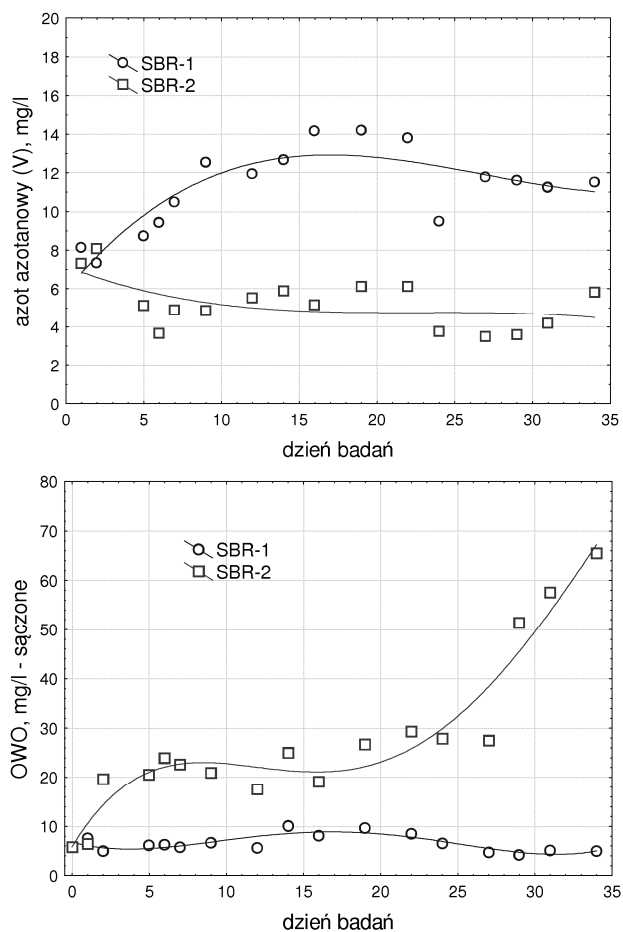 azot azotanowy (V), mg/l
20
18
16
14
12
10
8
6
4
2
0
SBR-1
SBR-2
0 5 10 15 20 25 30 35
dzień badań
OWO, mg/l - sączone
80
70
60
50
40
30
20
10
0
SBR-1
SBR-2
0 5 10 15 20 25 30 35
dzień badań